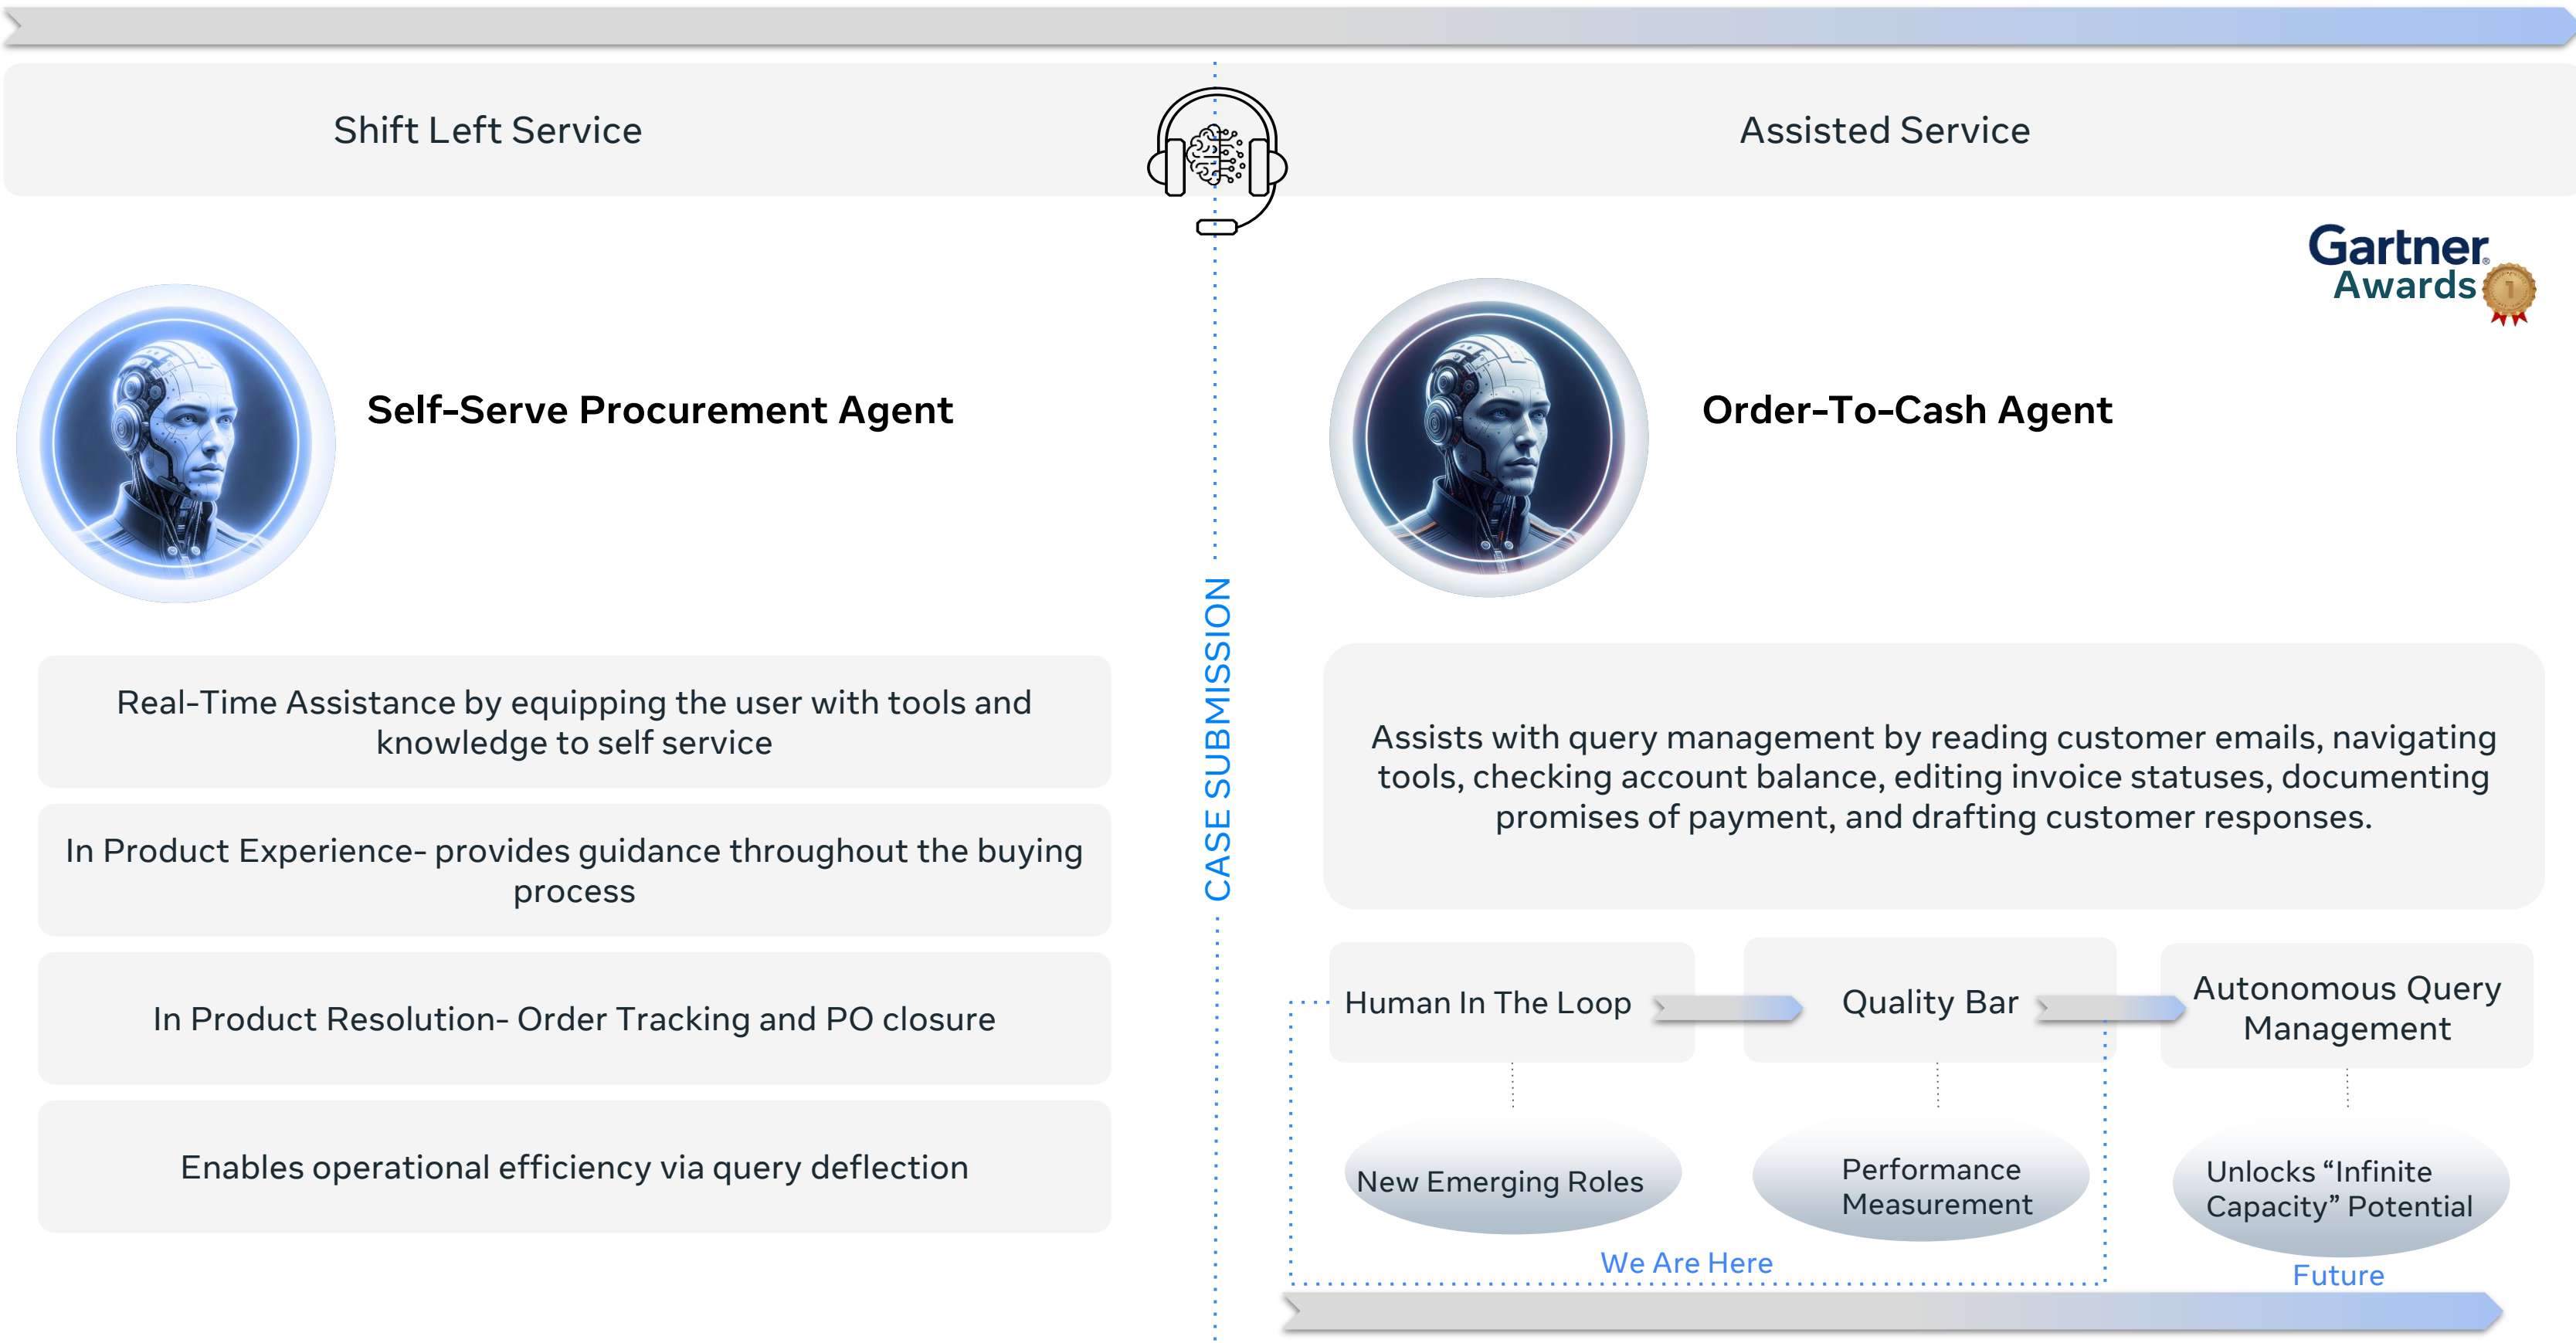 Shift Left Service
Assisted Service
Gartner®
Awards
1
Self-Serve Procurement Agent
Order-To-Cash Agent
CASE SUBMISSION
Real-Time Assistance by equipping the user with tools and
knowledge to self service
In Product Experience- provides guidance throughout the buying
process
In Product Resolution- Order Tracking and PO closure
Enables operational efficiency via query deflection
Assists with query management by reading customer emails, navigating
tools, checking account balance, editing invoice statuses, documenting
promises of payment, and drafting customer responses.
Human In The Loop
Quality Bar
Autonomous Query
Management
New Emerging Roles
Performance
Measurement
Unlocks “Infinite
Capacity” Potential
We Are Here
Future